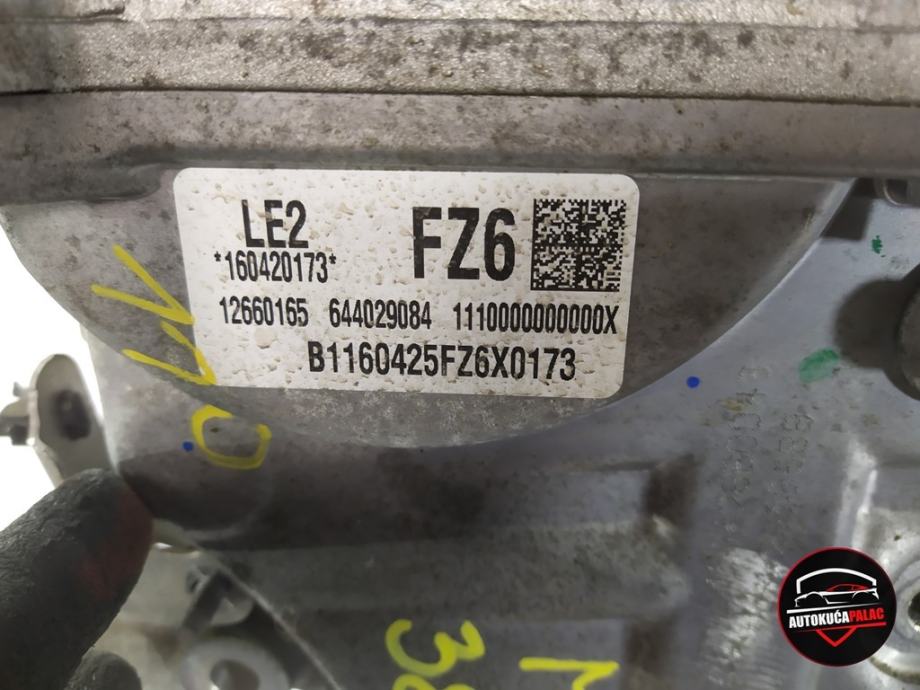 LE2
FZ6
*160420173*
12660165 644029084 1110000000000X
B1160425FZ6X0173
AUTOKUĆAPALAC